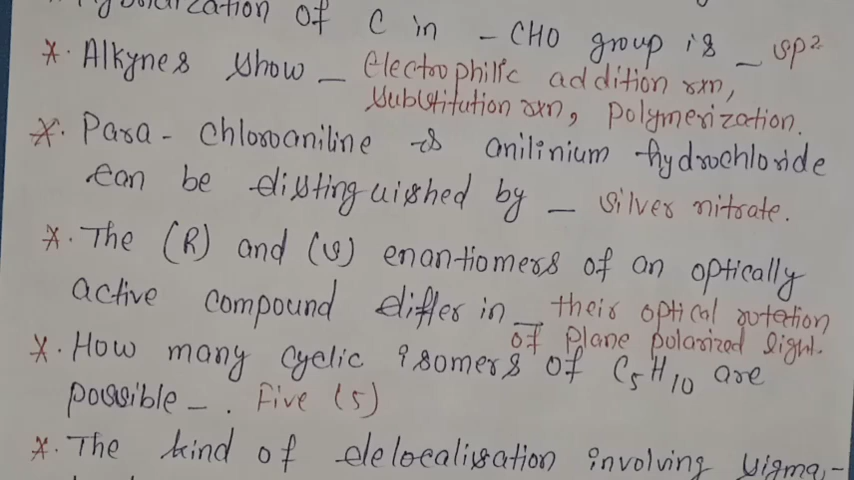 of C in - CHO group is _ sp²
*. Alkynes show _ Electrophilic addition rxn,
substitution rxn, polymerization.
*. Para - chloroaniline & anilinium hydrochloride
can be distinguished by _ silver nitrate.
*. The (R) and (S) enantiomers of an optically
active compound differ in _ their optical rotation
of plane polarized light.
*. How many cyclic isomers of C₅H₁₀ are
possible _ . Five (5)
*. The kind of delocalisation involving sigma-